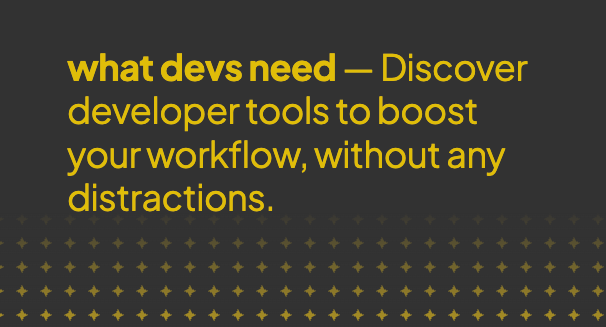 what devs need — Discover
developer tools to boost
your workflow, without any
distractions.